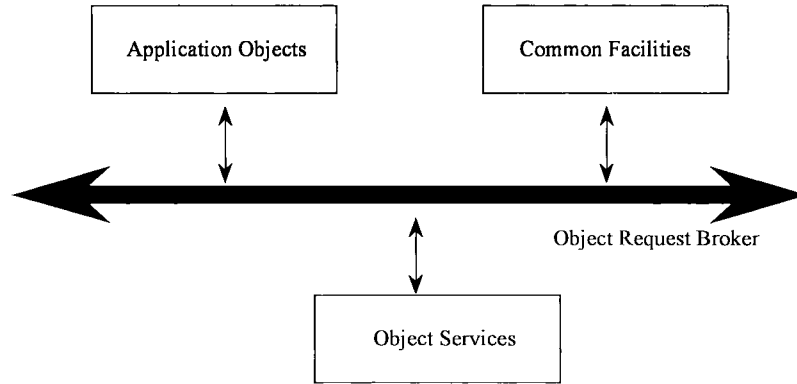 Application Objects
Common Facilities
Object Request Broker
Object Services